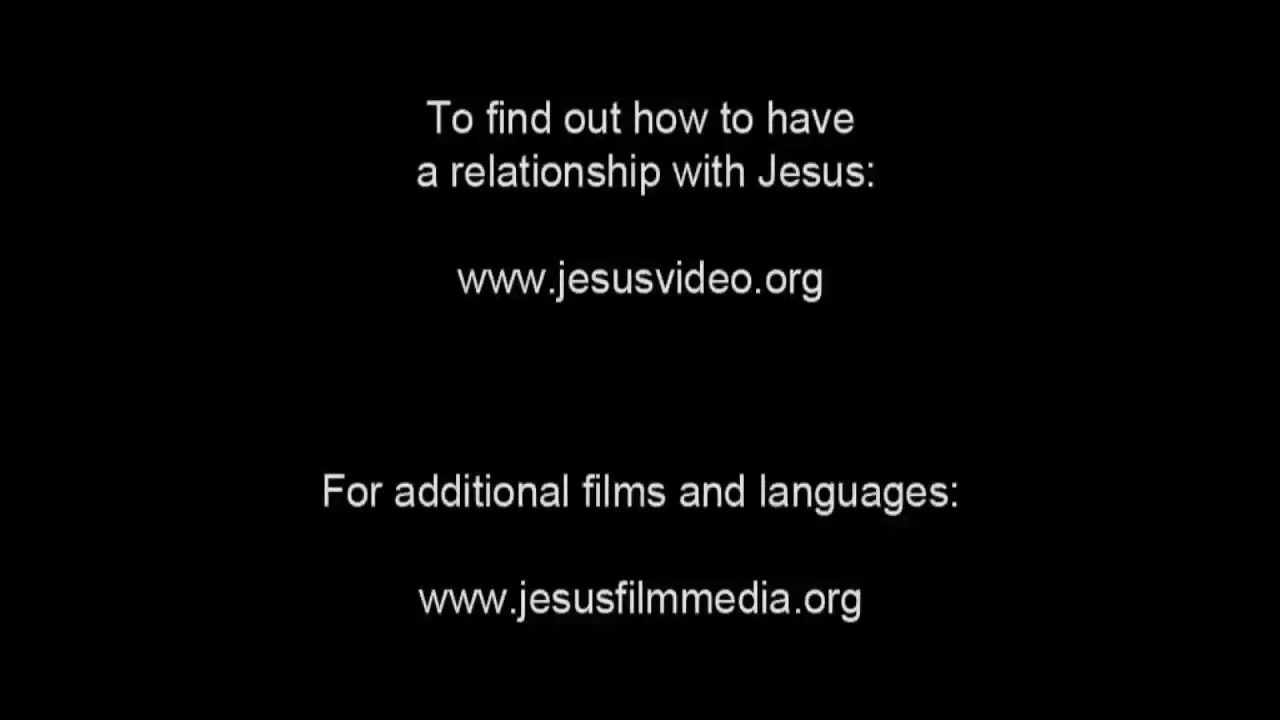 To find out how to have
a relationship with Jesus:
www.jesusvideo.org
For additional films and languages:
www.jesusfilmmedia.org